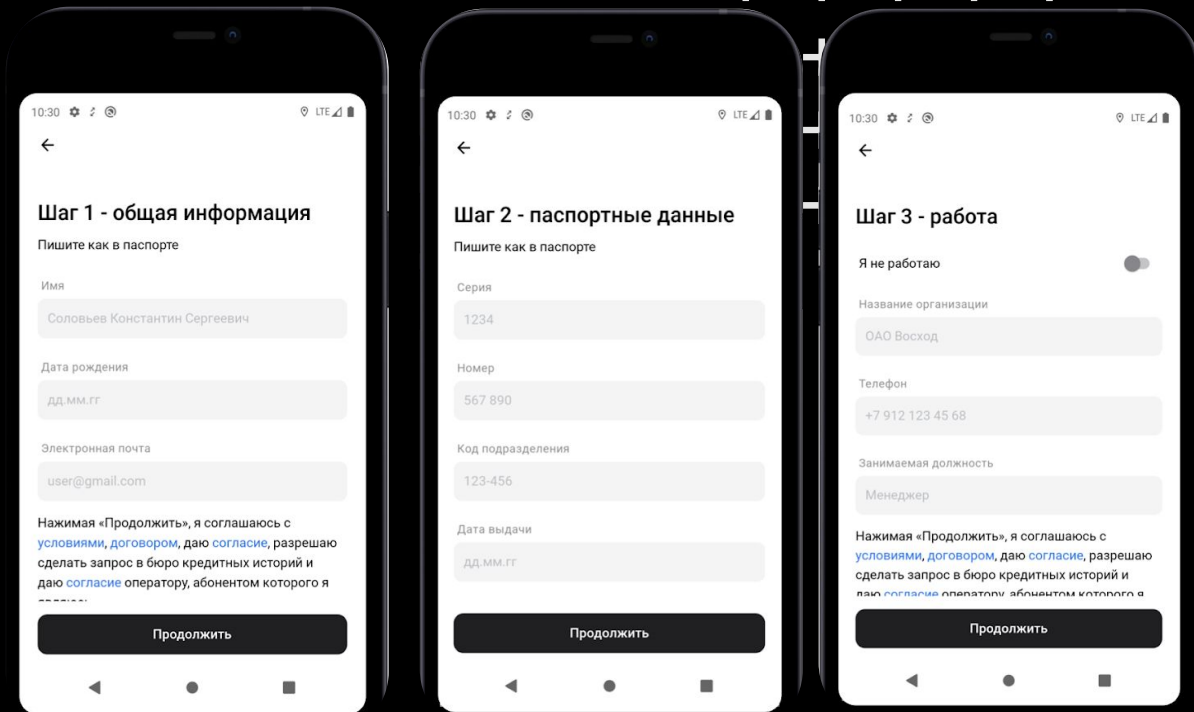 10:30 LTE
Шаг 1 - общая информация
Пишите как в паспорте
Имя
Соловьев Константин Сергеевич
Дата рождения
дд.мм.гг
Электронная почта
user@gmail.com
Нажимая «Продолжить», я соглашаюсь с
условиями, договором, даю согласие, разрешаю
сделать запрос в бюро кредитных историй и
даю согласие оператору, абонентом которого я
Продолжить
10:30 LTE
Шаг 2 - паспортные данные
Пишите как в паспорте
Серия
1234
Номер
567 890
Код подразделения
123-456
Дата выдачи
дд.мм.гг
Продолжить
10:30 LTE
Шаг 3 - работа
Я не работаю
Название организации
ОАО Восход
Телефон
+7 912 123 45 68
Занимаемая должность
Менеджер
Нажимая «Продолжить», я соглашаюсь с
условиями, договором, даю согласие, разрешаю
сделать запрос в бюро кредитных историй и
даю согласие оператору, абонентом которого я
Продолжить